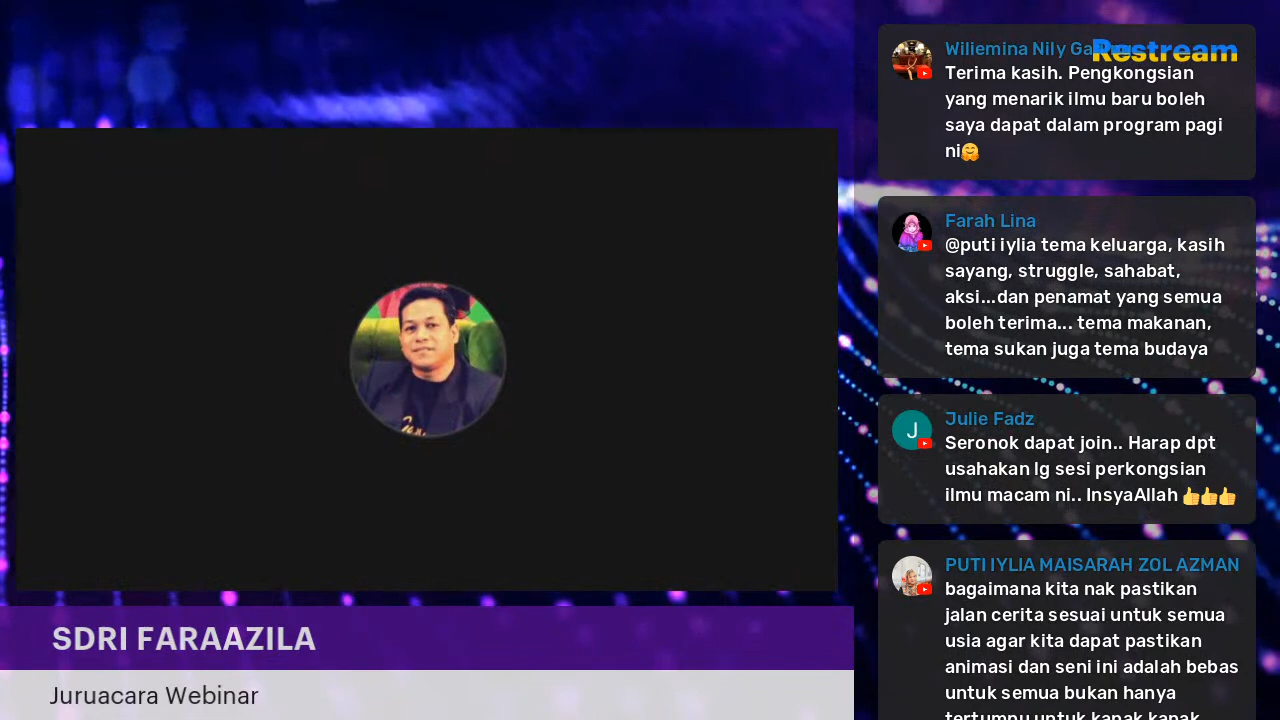 SDRI FARAAZILA
Juruacara Webinar
Restream
Wiliemina Nily
Terima kasih. Pengkongsian
yang menarik ilmu baru boleh
saya dapat dalam program pagi
ni🤗
Farah Lina
@puti iylia tema keluarga, kasih
sayang, struggle, sahabat,
aksi...dan penamat yang semua
boleh terima... tema makanan,
tema sukan juga tema budaya
J
Julie Fadz
Seronok dapat join.. Harap dpt
usahakan lg sesi perkongsian
ilmu macam ni.. InsyaAllah 👍👍👍
PUTI IYLIA MAISARAH ZOL AZMAN
bagaimana kita nak pastikan
jalan cerita sesuai untuk semua
usia agar kita dapat pastikan
animasi dan seni ini adalah bebas
untuk semua bukan hanya
tertumpu untuk kanak kanak